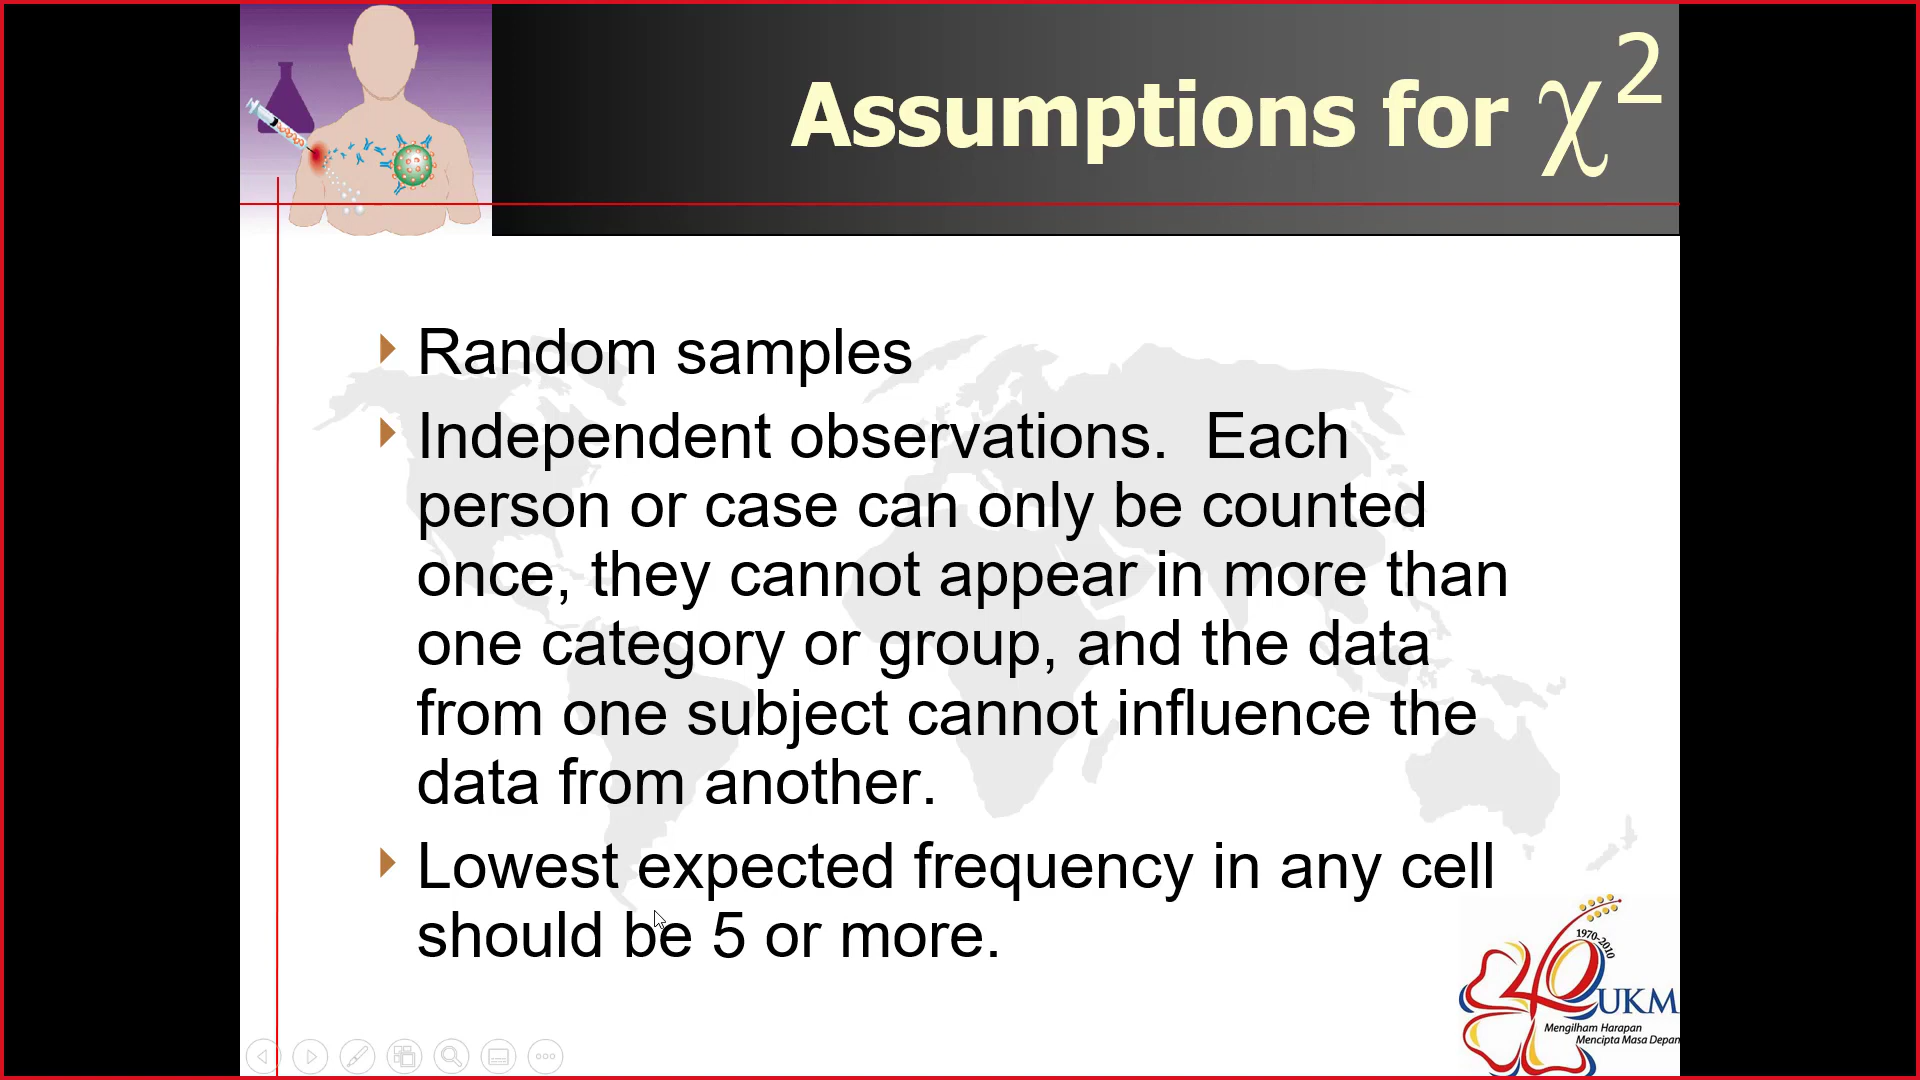 Assumptions for χ²
Random samples
Independent observations.  Each
person or case can only be counted
once, they cannot appear in more than
one category or group, and the data
from one subject cannot influence the
data from another.
Lowest expected frequency in any cell
should be 5 or more.
1970-2010
40 UKM
Mengilham Harapan
Mencipta Masa Depan